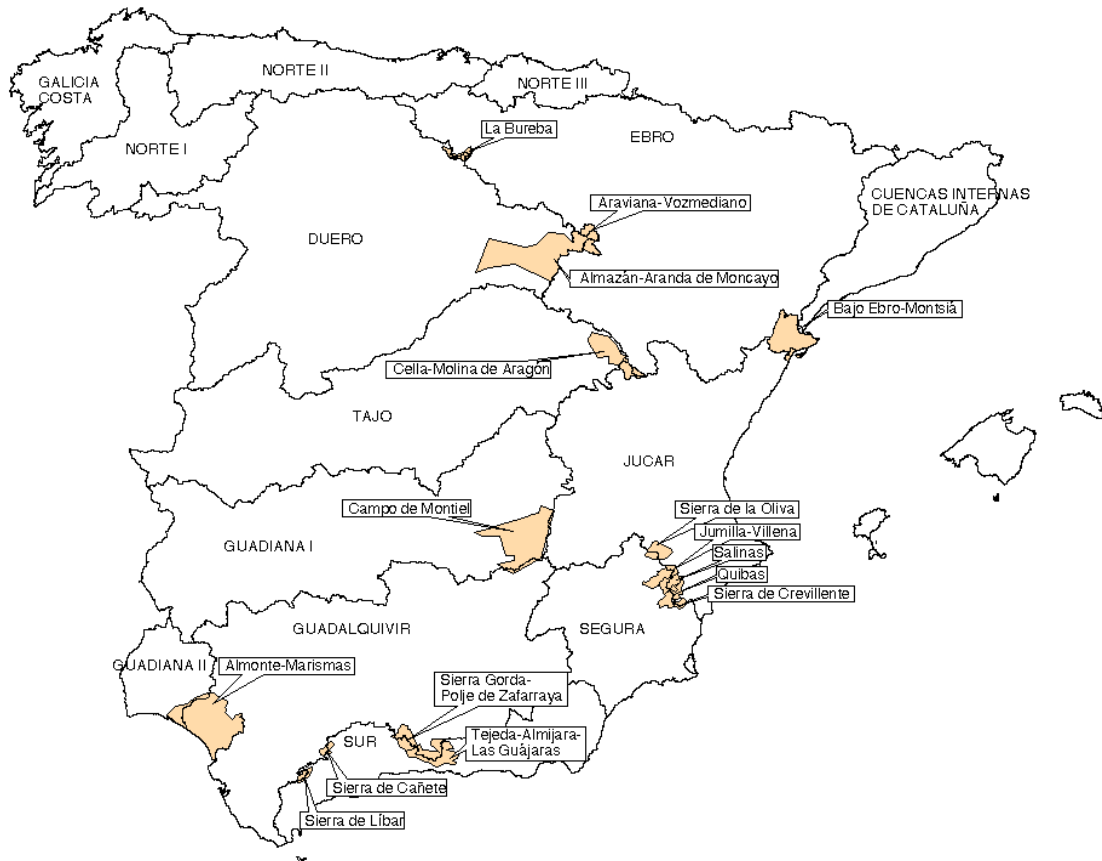 NORTE II
GALICIA
COSTA
NORTE III
La Bureba
EBRO
NORTE I
CUENCAS INTERNAS
DE CATALUÑA
Araviana-Vozmediano
DUERO
Almazán-Aranda de Moncayo
Bajo Ebro-Montsiá
Cella-Molina de Aragón
TAJO
JUCAR
Campo de Montiel
Sierra de la Oliva
Jumilla-Villena
GUADIANA I
Salinas
Quibas
Sierra de Crevillente
GUADALQUIVIR
SEGURA
GUADIANA II
Almonte-Marismas
Sierra Gorda-
Polje de Zafarraya
SUR
Tejeda-Almijara-
Las Guájaras
Sierra de Cañete
Sierra de Líbar